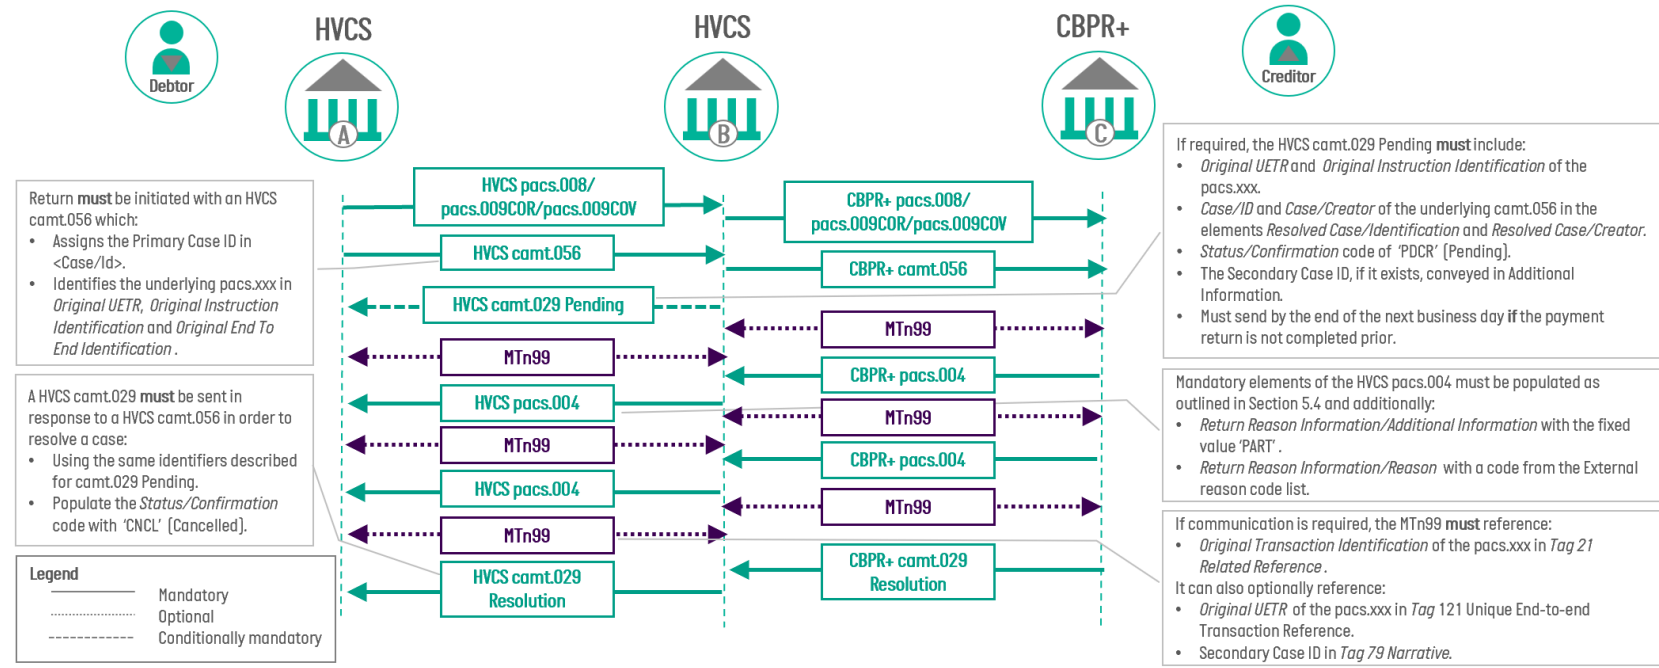 HVCS
HVCS
CBPR+
Debtor
Creditor
A
B
C
Return must be initiated with an HVCS
camt.056 which:
• Assigns the Primary Case ID in
<Case/Id>.
• Identifies the underlying pacs.xxx in
Original UETR, Original Instruction
Identification and Original End To
End Identification .
A HVCS camt.029 must be sent in
response to a HVCS camt.056 in order to
resolve a case:
• Using the same identifiers described
for camt.029 Pending.
• Populate the Status/Confirmation
code with 'CNCL' (Cancelled).
Legend
Mandatory
Optional
Conditionally mandatory
HVCS pacs.008/
pacs.009COR/pacs.009COV
HVCS camt.056
HVCS camt.029 Pending
MTn99
HVCS pacs.004
MTn99
HVCS pacs.004
MTn99
HVCS camt.029
Resolution
CBPR+ pacs.008/
pacs.009COR/pacs.009COV
CBPR+ camt.056
MTn99
CBPR+ pacs.004
MTn99
CBPR+ pacs.004
MTn99
CBPR+ camt.029
Resolution
If required, the HVCS camt.029 Pending must include:
• Original UETR and Original Instruction Identification of the
pacs.xxx.
• Case/ID and Case/Creator of the underlying camt.056 in the
elements Resolved Case/Identification and Resolved Case/Creator.
• Status/Confirmation code of 'PDCR' (Pending).
• The Secondary Case ID, if it exists, conveyed in Additional
Information.
• Must send by the end of the next business day if the payment
return is not completed prior.
Mandatory elements of the HVCS pacs.004 must be populated as
outlined in Section 5.4 and additionally:
• Return Reason Information/Additional Information with the fixed
value 'PART' .
• Return Reason Information/Reason with a code from the External
reason code list.
If communication is required, the MTn99 must reference:
• Original Transaction Identification of the pacs.xxx in Tag 21
Related Reference .
It can also optionally reference:
• Original UETR of the pacs.xxx in Tag 121 Unique End-to-end
Transaction Reference.
• Secondary Case ID in Tag 79 Narrative.